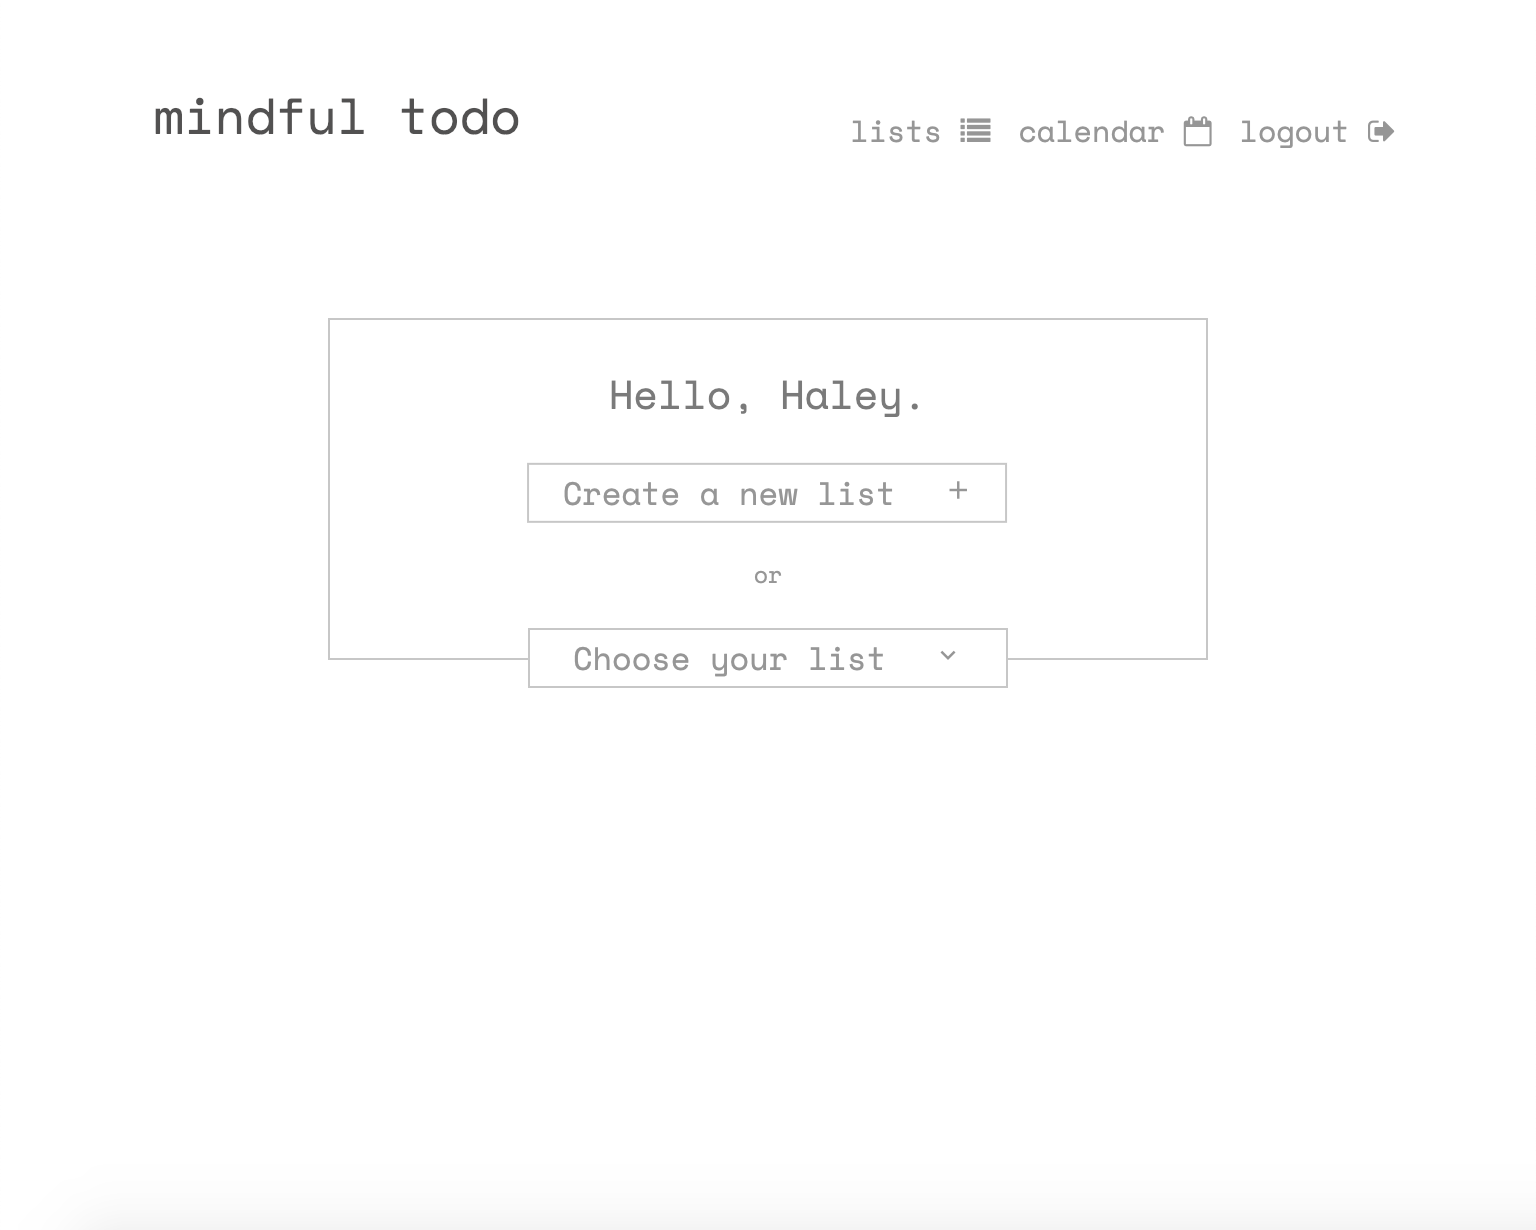 mindful todo
lists calendar logout
Hello, Haley.
Create a new list +
or
Choose your list